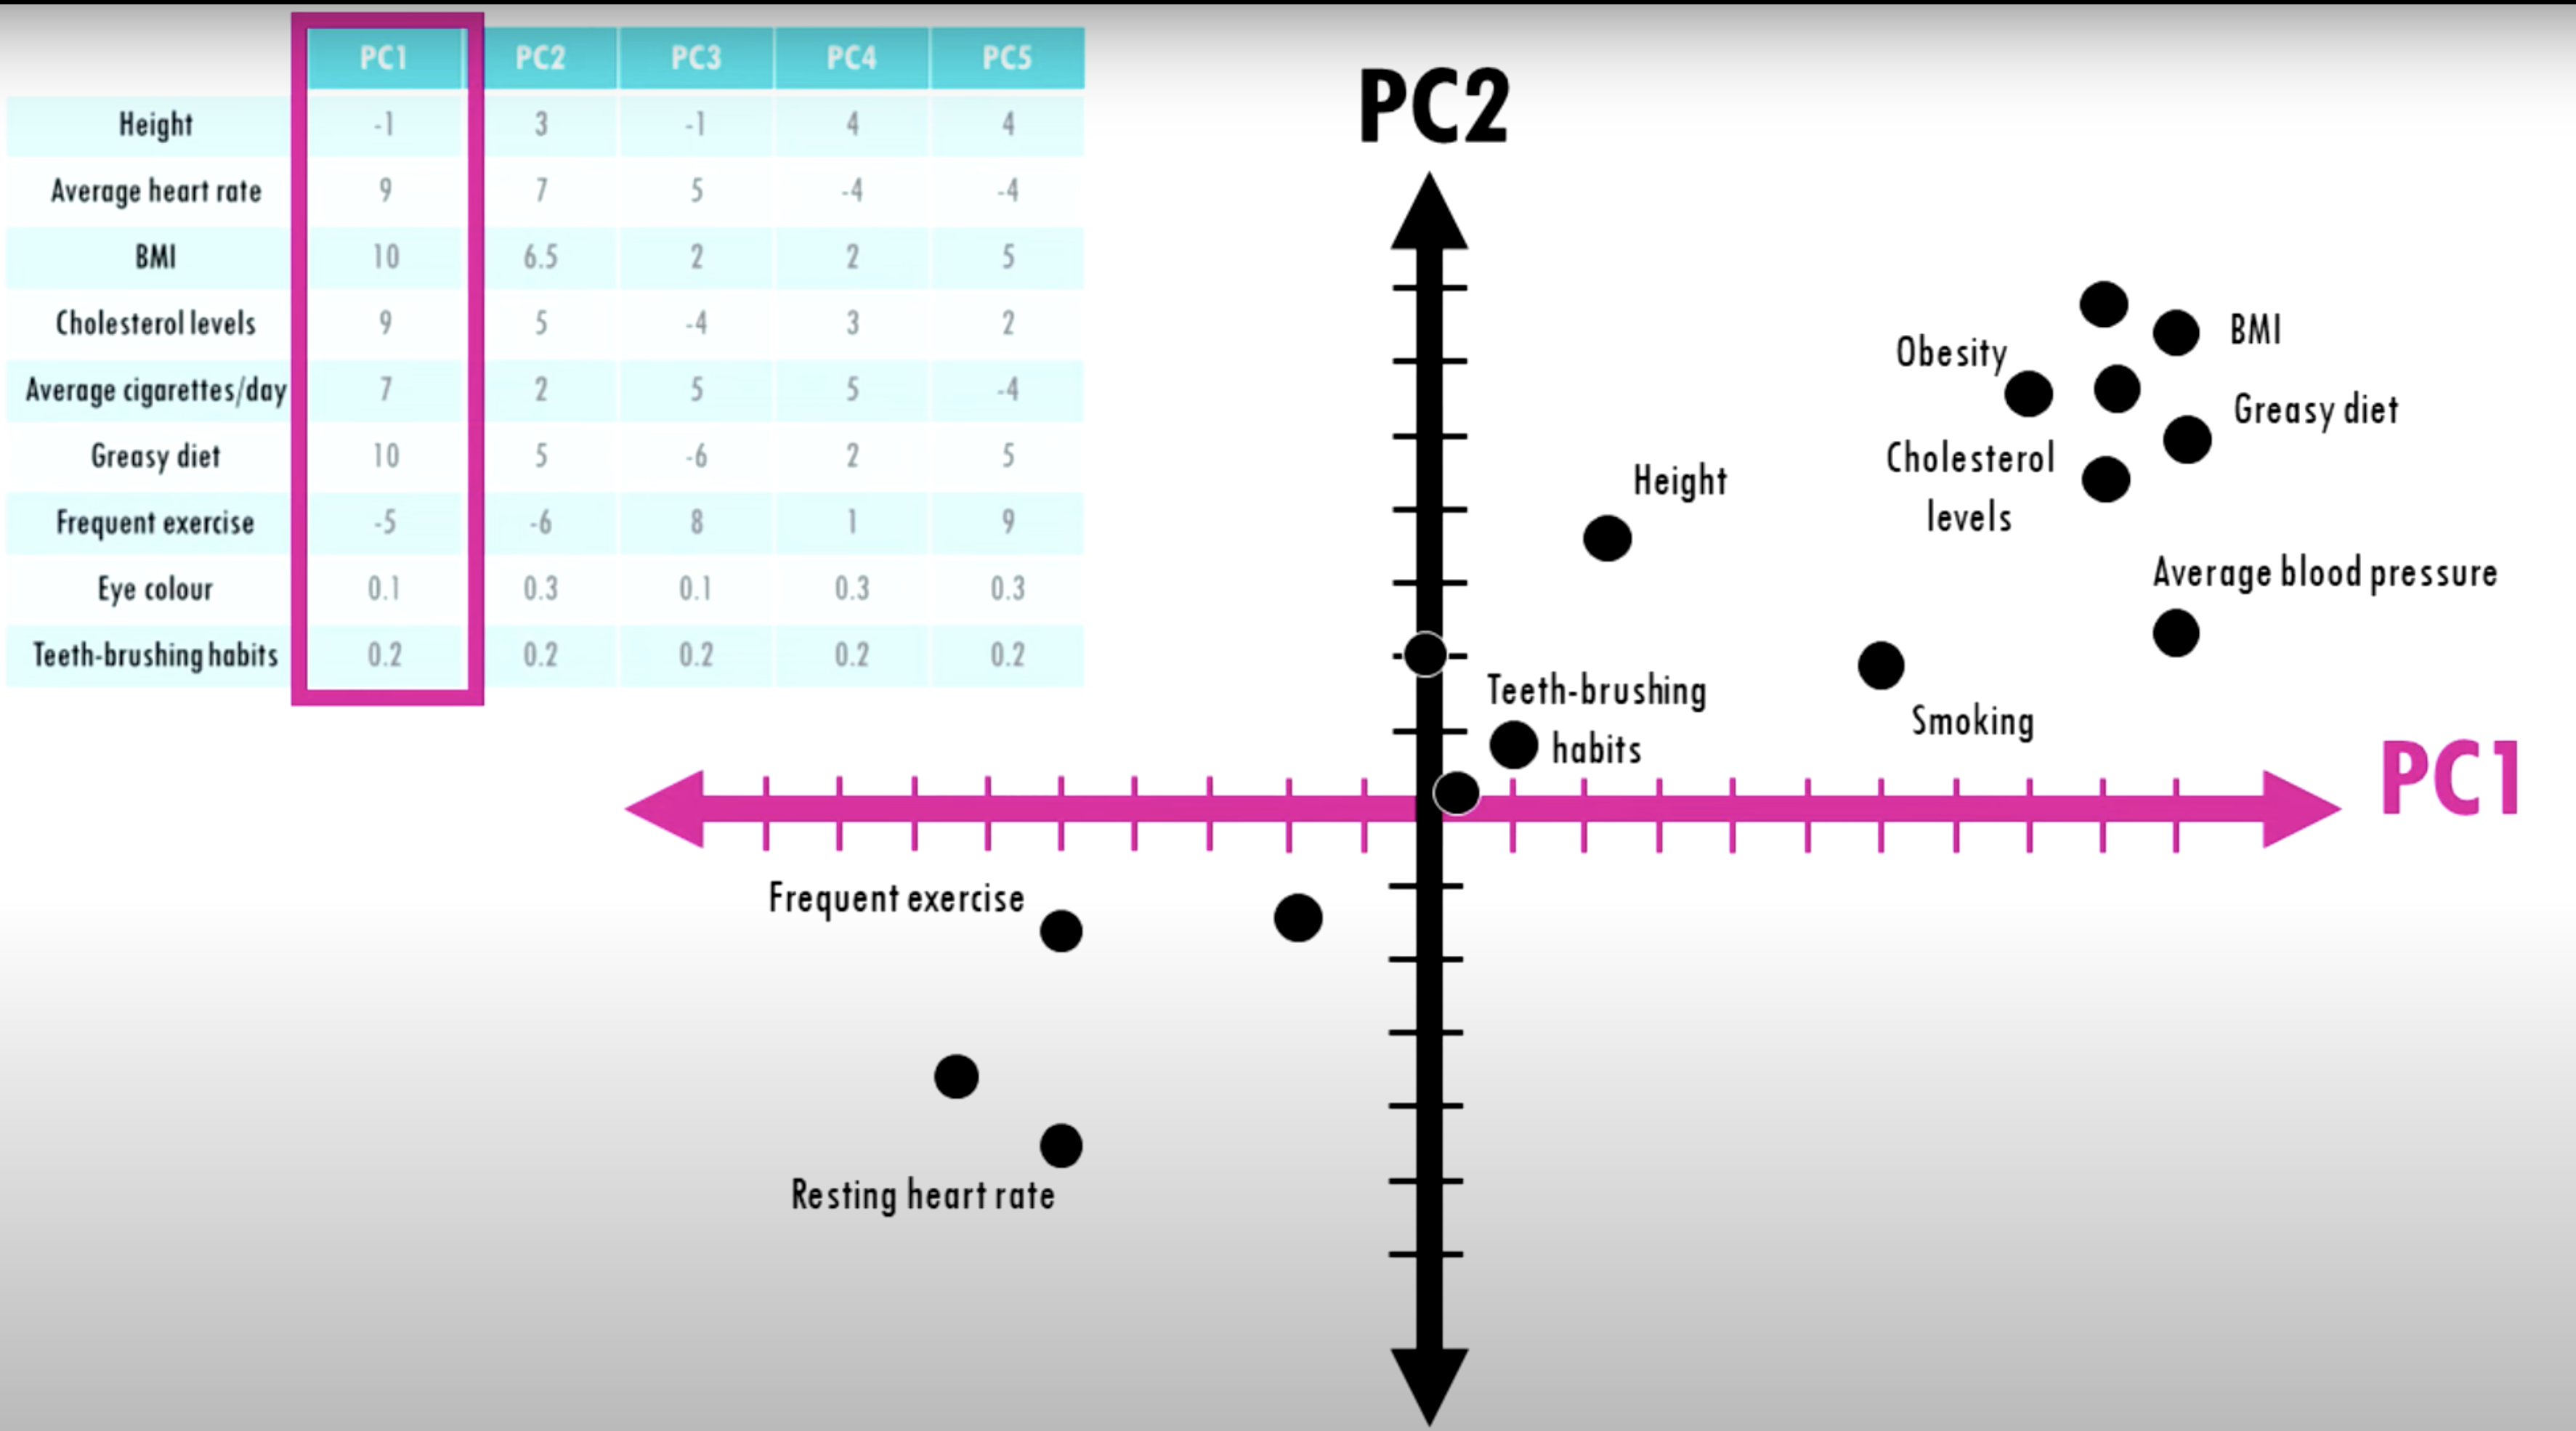 PC1 PC2 PC3 PC4 PC5
Height -1 3 -1 4 4
Average heart rate 9 7 5 -4 -4
BMI 10 6.5 2 2 5
Cholesterol levels 9 5 -4 3 2
Average cigarettes/day 7 2 5 5 -4
Greasy diet 10 5 -6 2 5
Frequent exercise -5 -6 8 1 9
Eye colour 0.1 0.3 0.1 0.3 0.3
Teeth-brushing habits 0.2 0.2 0.2 0.2 0.2
PC2
BMI
Obesity
Greasy diet
Cholesterol
levels
Height
Average blood pressure
Teeth-brushing
habits
Smoking
PC1
Frequent exercise
Resting heart rate